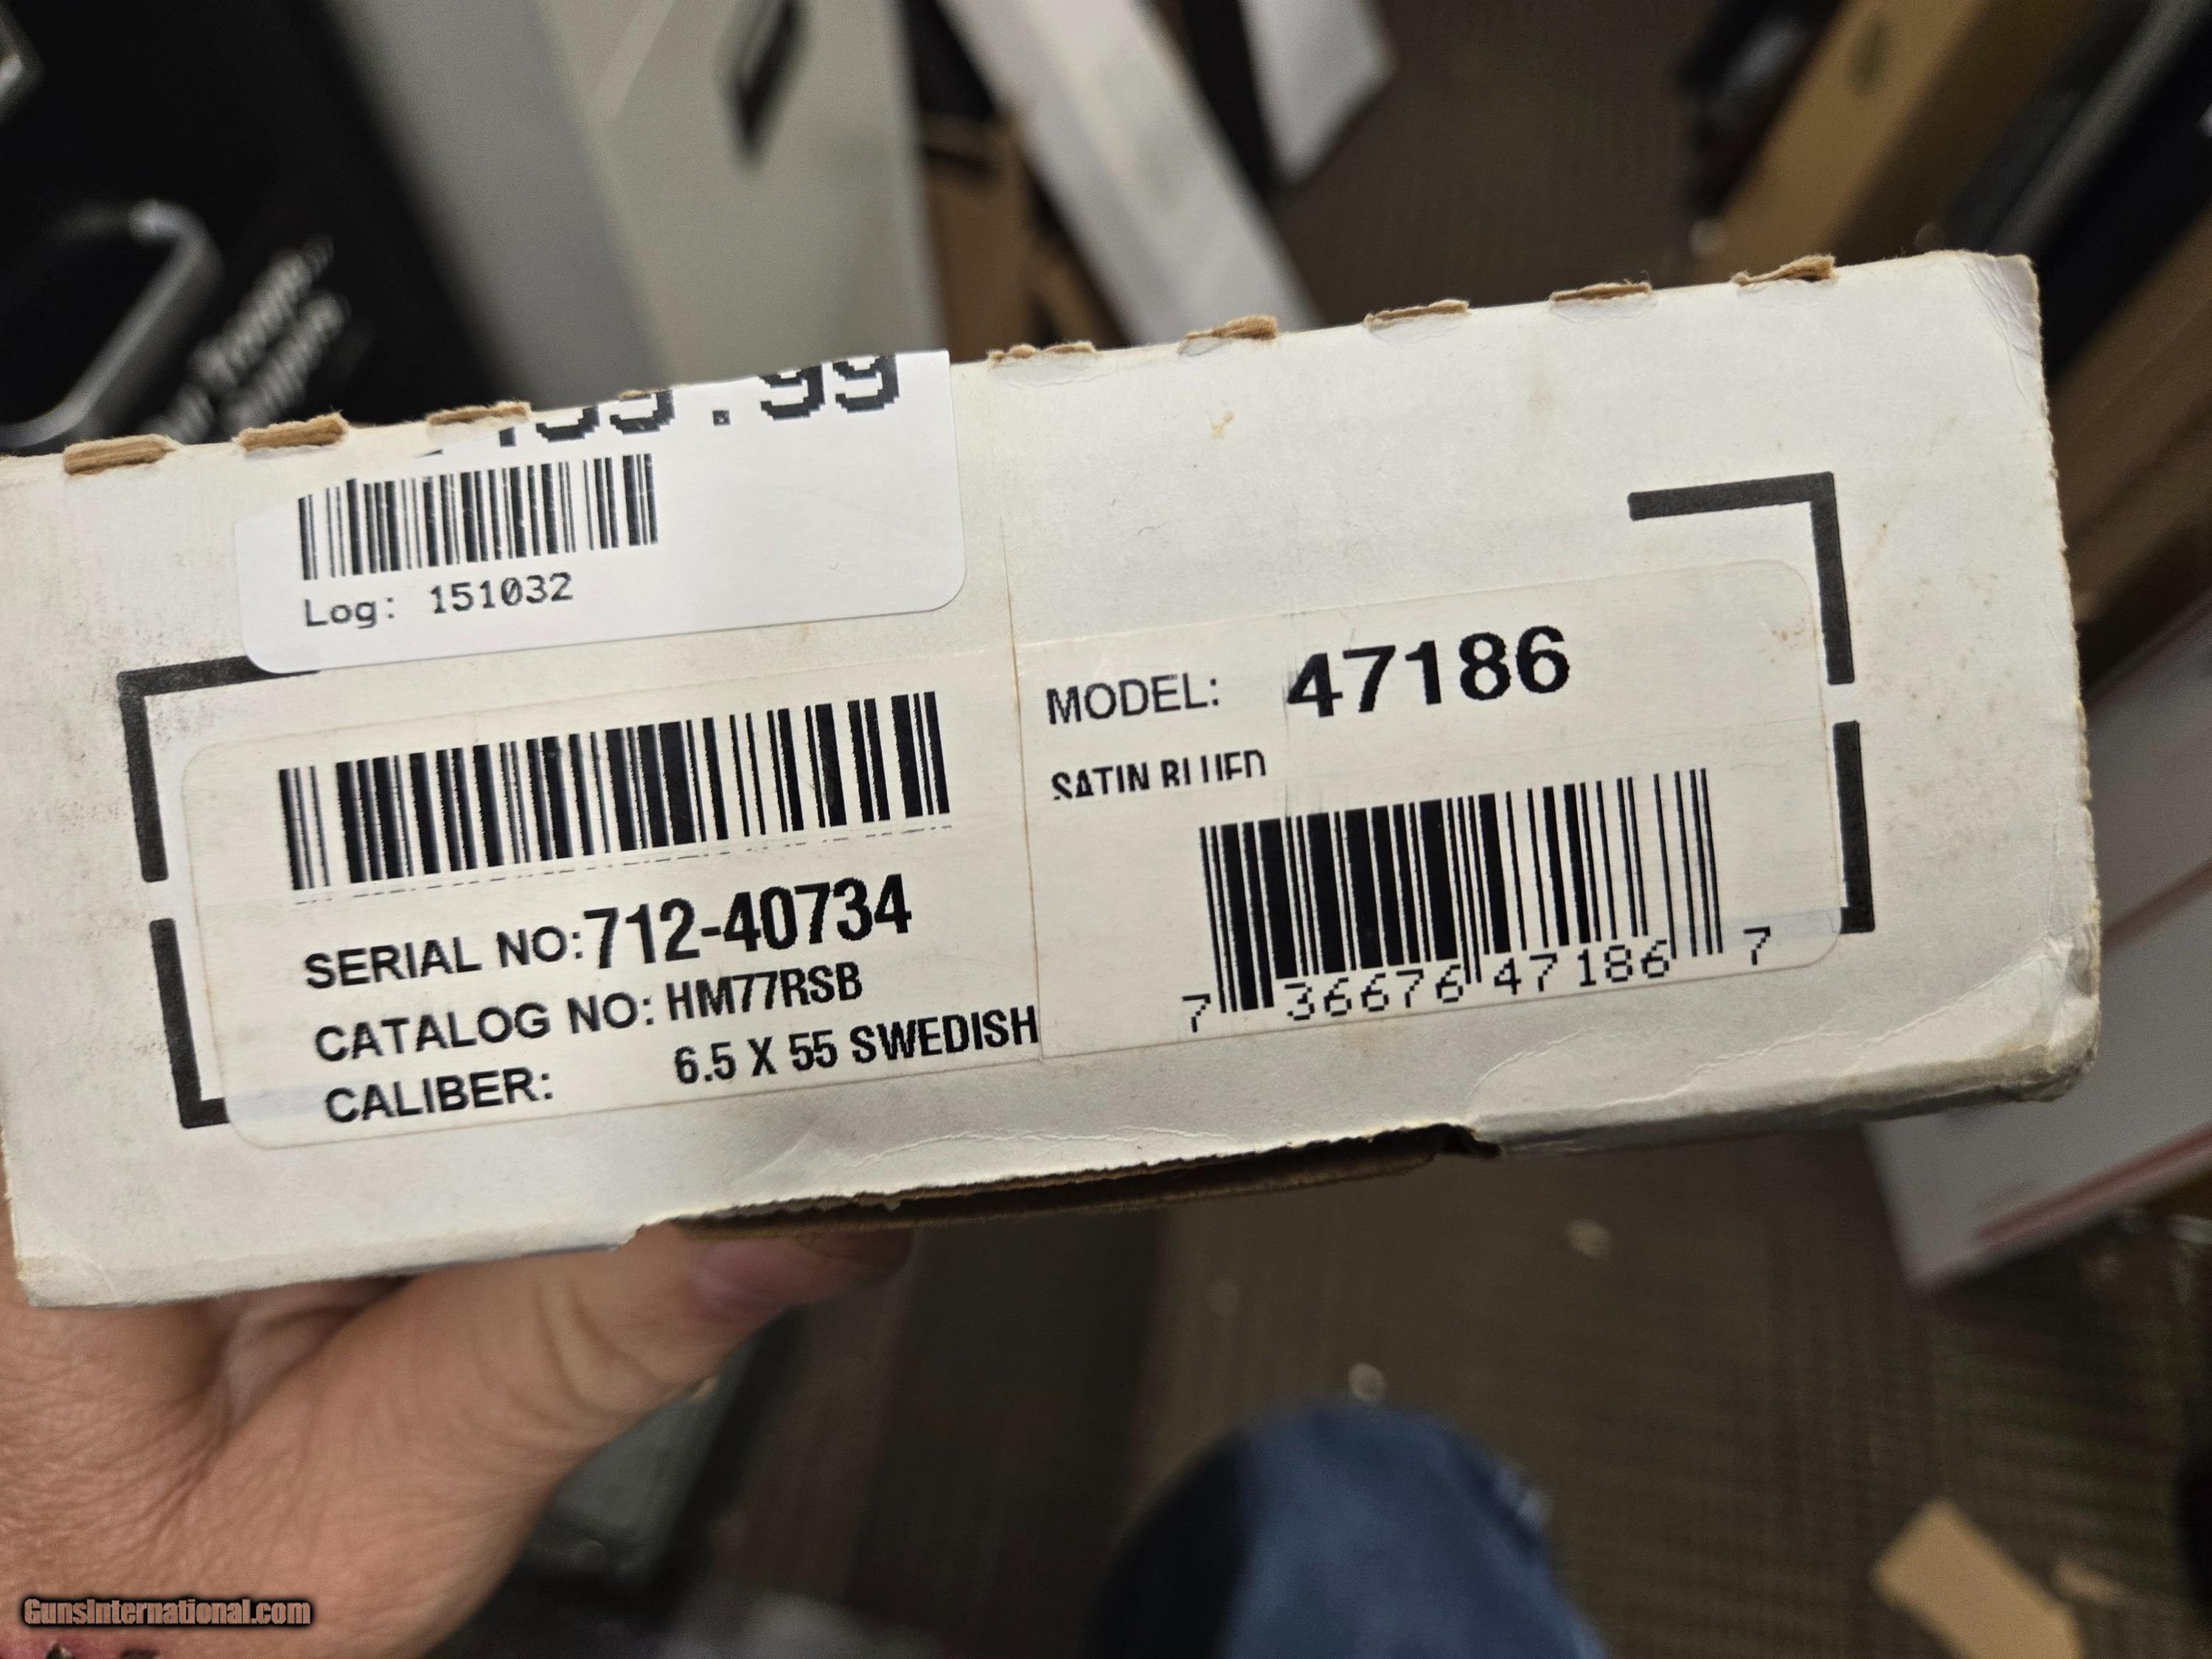 .99
Log: 151032
SERIAL NO: 712-40734
CATALOG NO: HM77RSB
CALIBER: 6.5 X 55 SWEDISH
MODEL: 47186
SATIN BLUED
7 36676 47186 7
GunsInternational.com